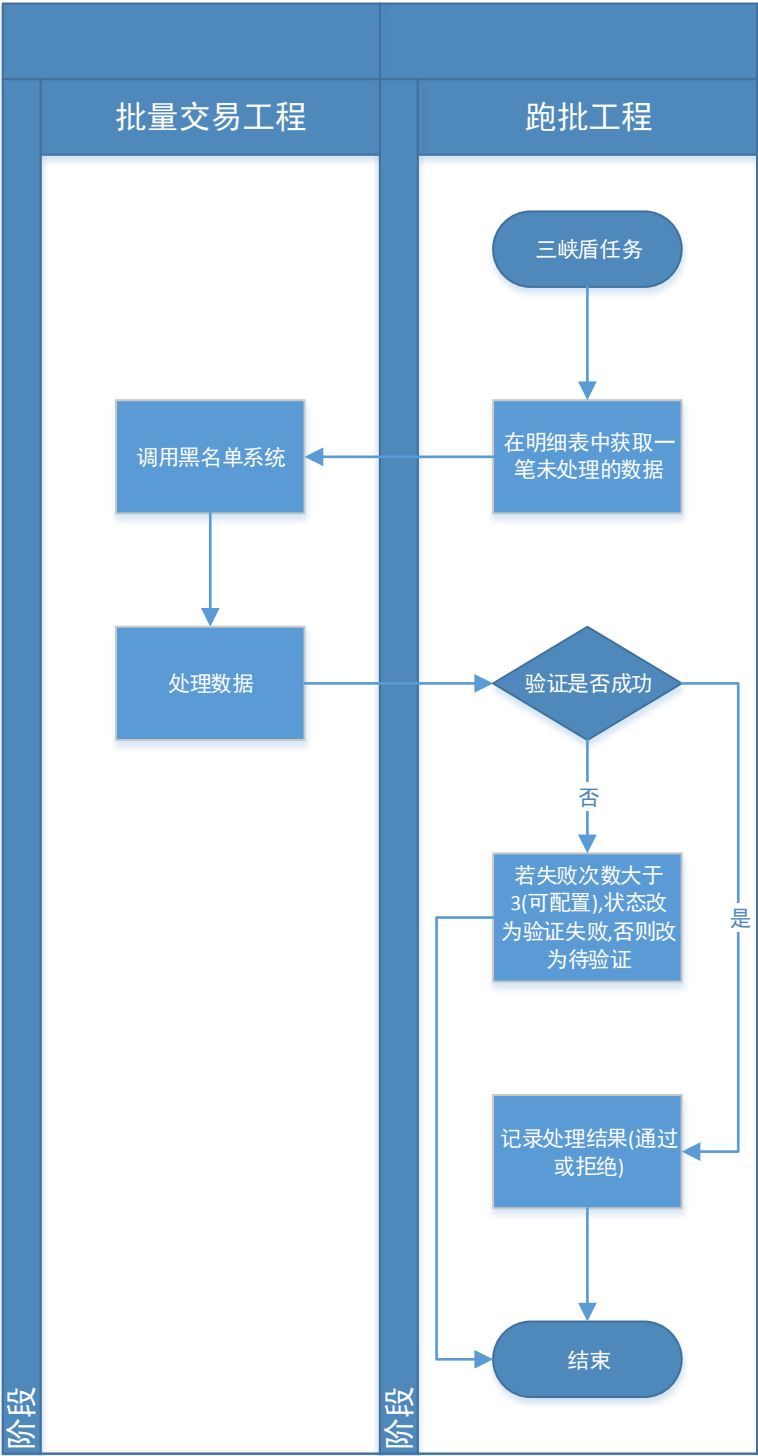 批量交易工程
跑批工程
三峡盾任务
调用黑名单系统
在明细表中获取一
笔未处理的数据
处理数据
验证是否成功
否
若失败次数大于
3(可配置),状态改
为验证失败,否则改
为待验证
是
记录处理结果(通过
或拒绝)
结束
阶段
阶段